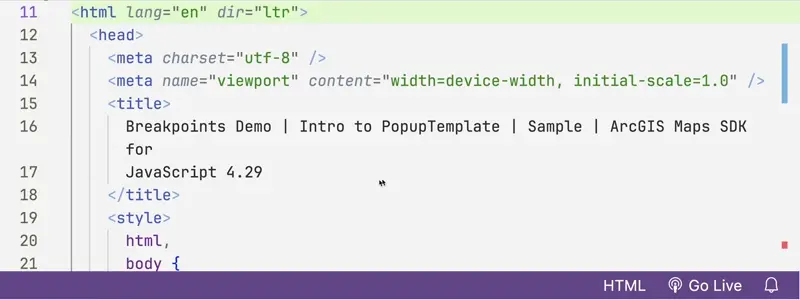 11 <html lang="en" dir="ltr">
12 <head>
13 <meta charset="utf-8" />
14 <meta name="viewport" content="width=device-width, initial-scale=1.0" />
15 <title>
16 Breakpoints Demo | Intro to PopupTemplate | Sample | ArcGIS Maps SDK
for
17 JavaScript 4.29
18 </title>
19 <style>
20 html,
21 body {
HTML Go Live